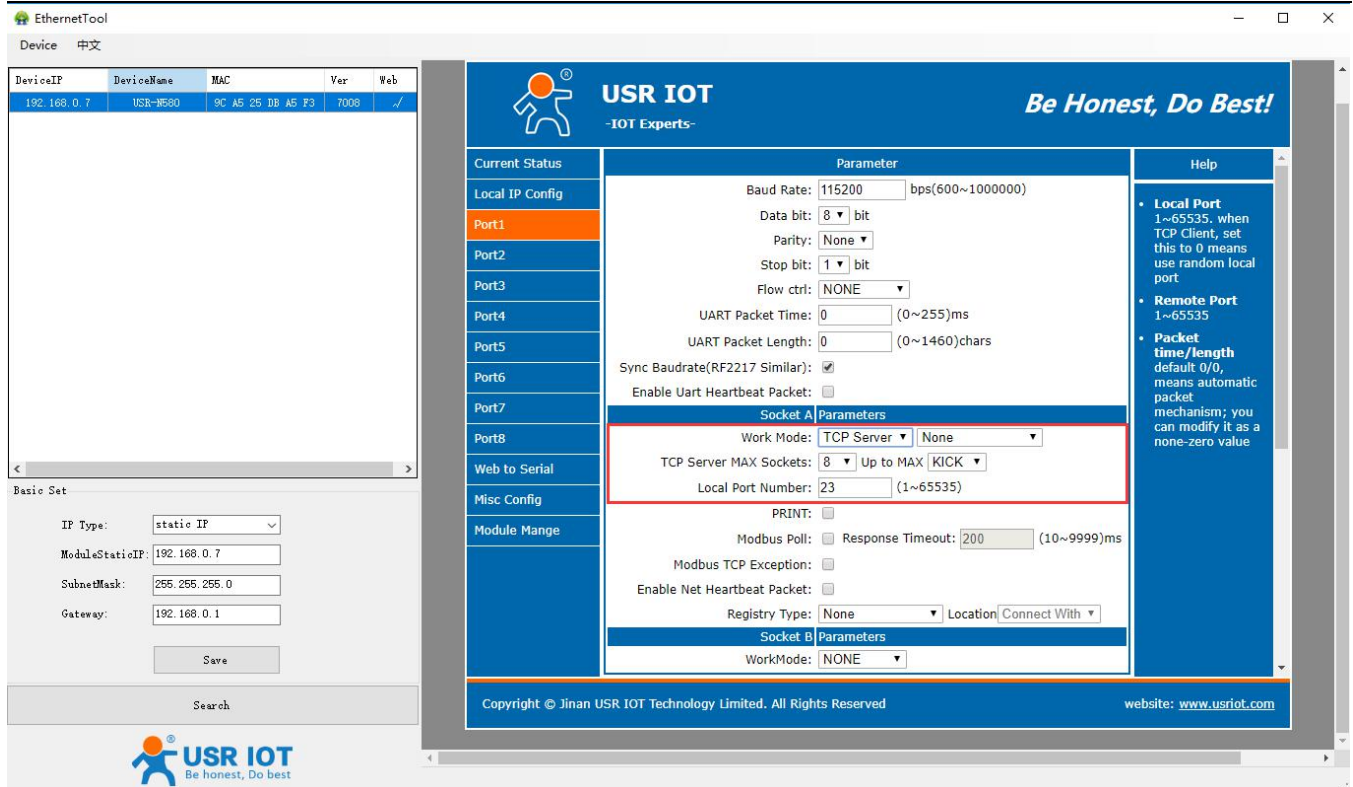 EthernetTool
Device 中文
DeviceIP DeviceName MAC Ver Web
192.168.0.7 USR-N580 9C A5 25 DB A5 F3 7008 √
Basic Set
IP Type: static IP
ModuleStaticIP: 192.168.0.7
SubnetMask: 255.255.255.0
Gateway: 192.168.0.1
Save
Search
®
USR IOT
Be honest, Do best
®
USR IOT
-IOT Experts-
Be Honest, Do Best!
Current Status
Local IP Config
Port1
Port2
Port3
Port4
Port5
Port6
Port7
Port8
Web to Serial
Misc Config
Module Mange
Parameter
Baud Rate: 115200 bps(600~1000000)
Data bit: 8 ▼ bit
Parity: None ▼
Stop bit: 1 ▼ bit
Flow ctrl: NONE ▼
UART Packet Time: 0 (0~255)ms
UART Packet Length: 0 (0~1460)chars
Sync Baudrate(RF2217 Similar):
Enable Uart Heartbeat Packet:
Socket A Parameters
Work Mode: TCP Server ▼ None ▼
TCP Server MAX Sockets: 8 ▼ Up to MAX KICK ▼
Local Port Number: 23 (1~65535)
PRINT:
Modbus Poll: Response Timeout: 200 (10~9999)ms
Modbus TCP Exception:
Enable Net Heartbeat Packet:
Registry Type: None ▼ Location Connect With ▼
Socket B Parameters
WorkMode: NONE ▼
Help
• Local Port
1~65535. when
TCP Client, set
this to 0 means
use random local
port
• Remote Port
1~65535
• Packet
time/length
default 0/0,
means automatic
packet
mechanism; you
can modify it as a
none-zero value
Copyright © Jinan USR IOT Technology Limited. All Rights Reserved
website: www.usriot.com